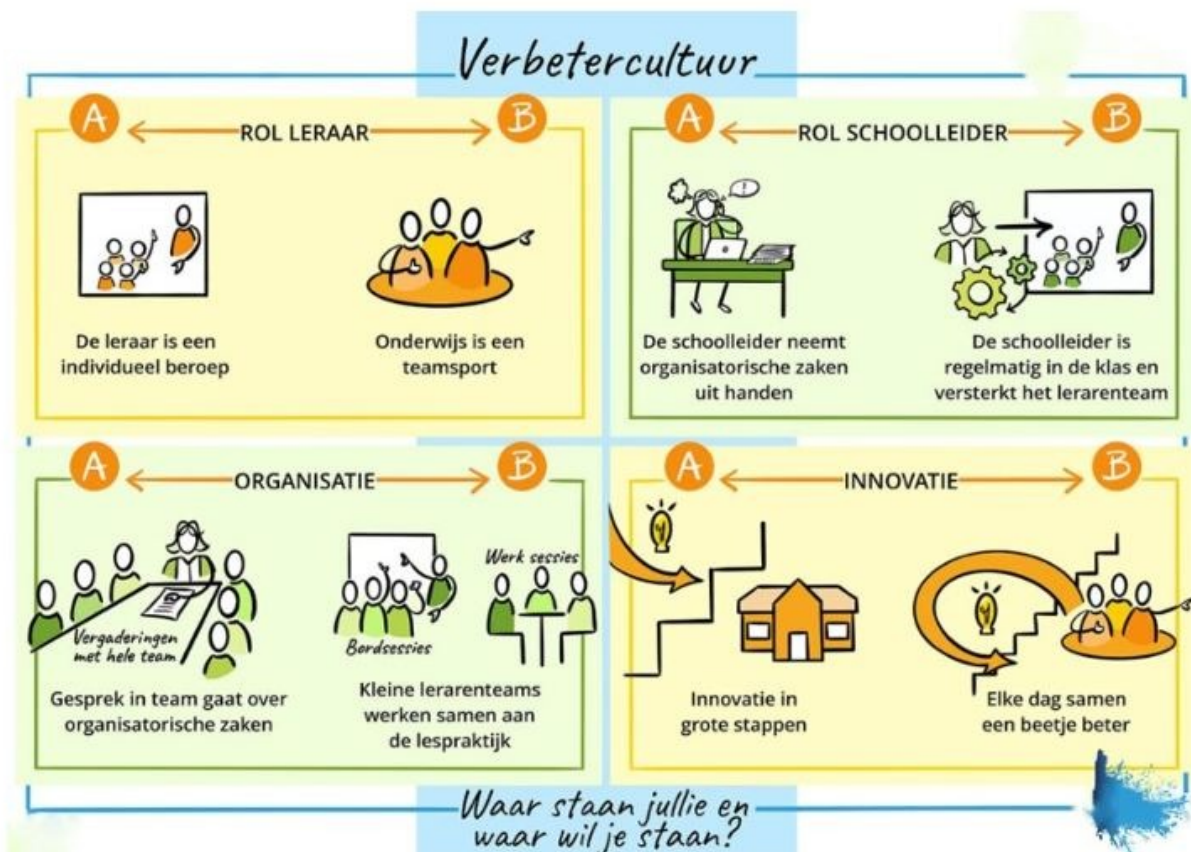 Verbetercultuur
A
ROL LERAAR
B
De leraar is een
individueel beroep
Onderwijs is een
teamsport
A
ROL SCHOOLLEIDER
B
De schoolleider neemt
organisatorische zaken
uit handen
De schoolleider is
regelmatig in de klas en
versterkt het lerarenteam
A
ORGANISATIE
B
Vergaderingen
met hele team
Gesprek in team gaat over
organisatorische zaken
Bordsessies
Werk sessies
Kleine lerarenteams
werken samen aan
de lespraktijk
A
INNOVATIE
B
Innovatie in
grote stappen
Elke dag samen
een beetje beter
Waar staan jullie en
waar wil je staan?